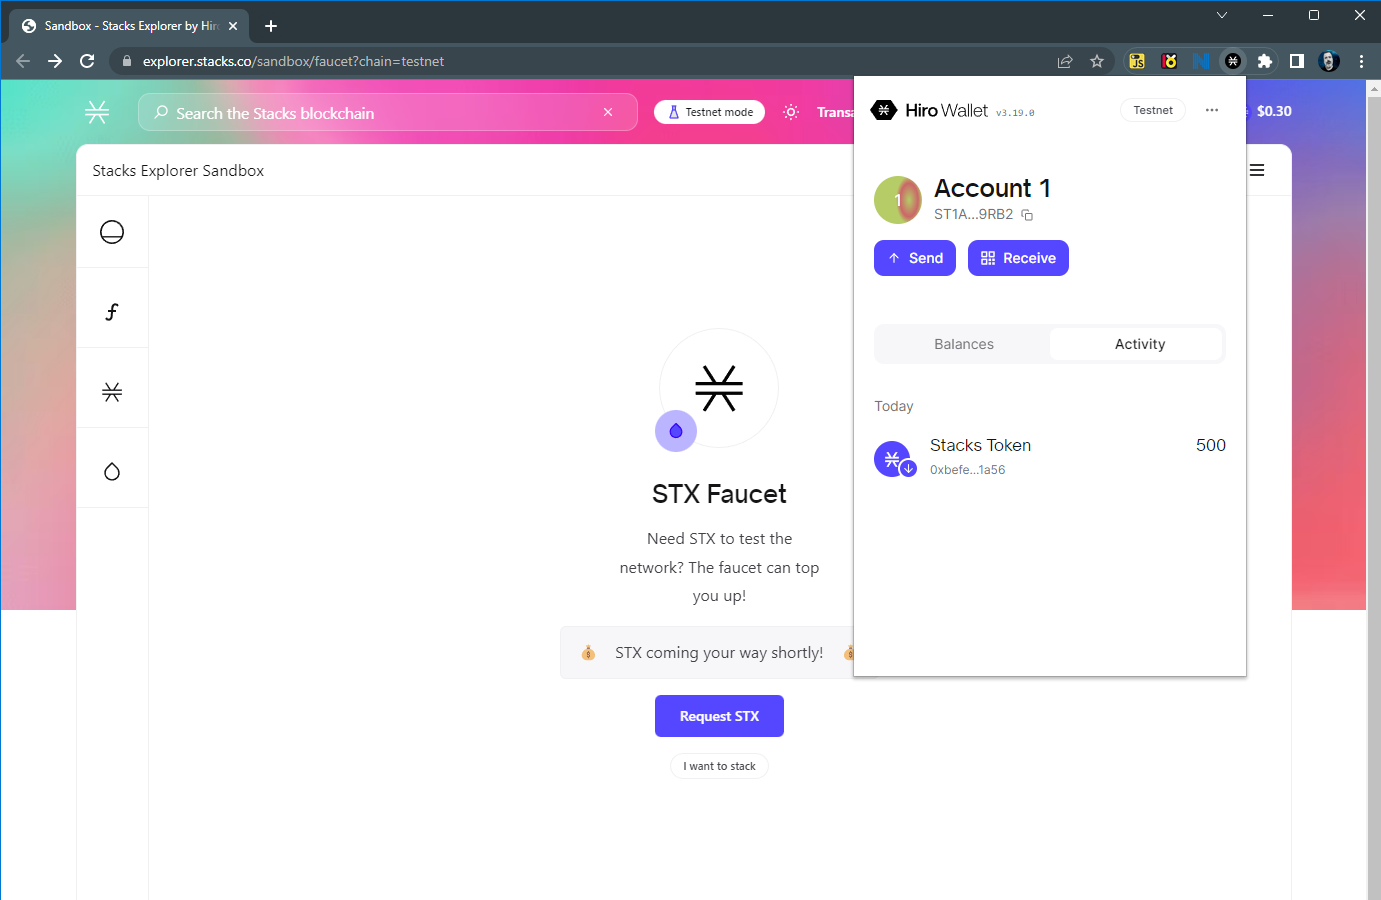 Sandbox - Stacks Explorer by Hir
explorer.stacks.co/sandbox/faucet?chain=testnet
JS
Search the Stacks blockchain
Testnet mode
Transa
$0.30
Stacks Explorer Sandbox
STX Faucet
Need STX to test the
network? The faucet can top
you up!
STX coming your way shortly!
Request STX
I want to stack
Hiro Wallet v3.19.0
Testnet
1
Account 1
ST1A...9RB2
Send
Receive
Balances
Activity
Today
Stacks Token
500
0xbefe...1a56